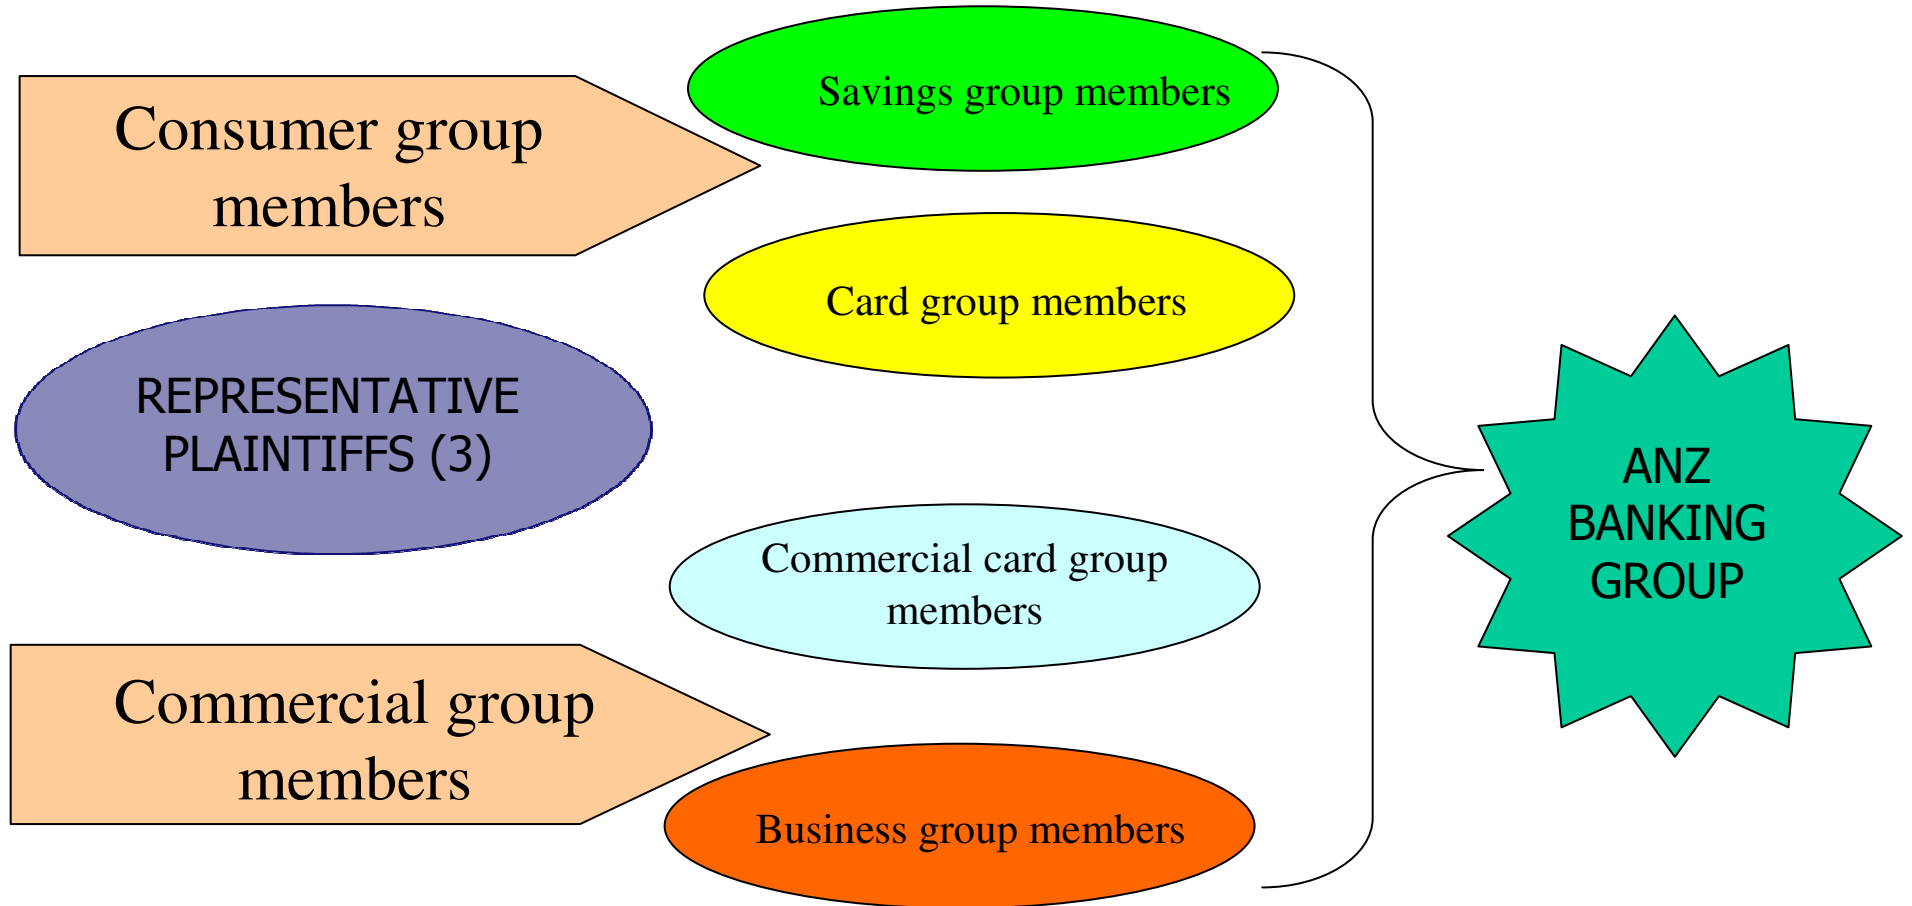 Consumer group
members
Savings group members
Card group members
REPRESENTATIVE
PLAINTIFFS (3)
Commercial card group
members
Commercial group
members
Business group members
ANZ
BANKING
GROUP